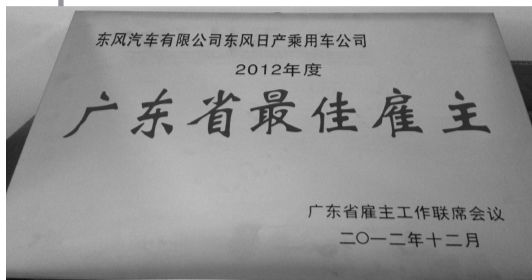 东风汽车有限公司东风日产乘用车公司
2012年度
广东省最佳雇主
广东省雇主工作联席会议
二〇一二年十二月